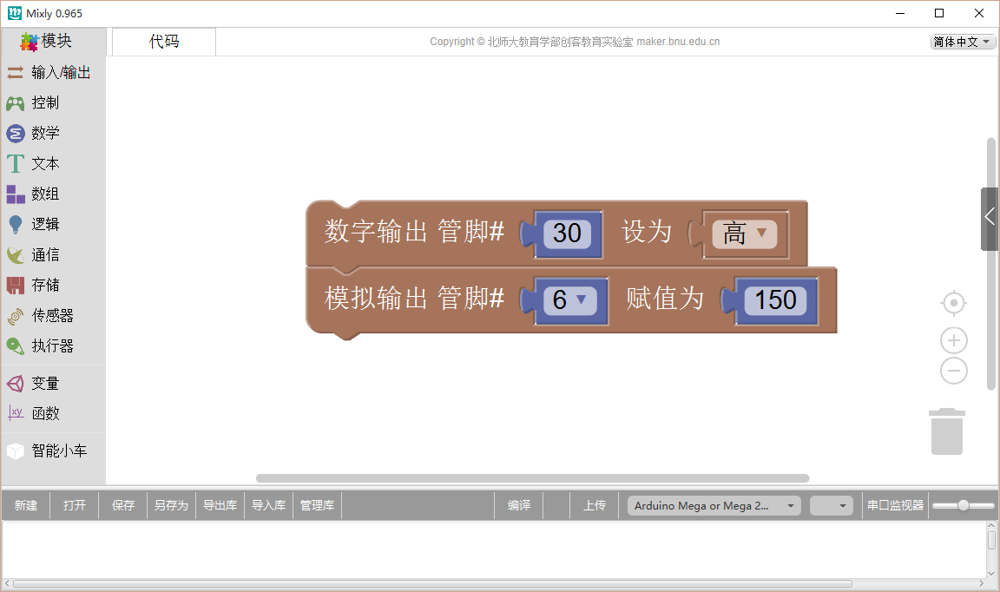 Mixly 0.965
模块
代码
Copyright © 北师大教育学部创客教育实验室 maker.bnu.edu.cn
简体中文
输入/输出
控制
数学
文本
数组
逻辑
通信
存储
传感器
执行器
变量
函数
智能小车
数字输出 管脚# 30 设为 高
模拟输出 管脚# 6 赋值为 150
新建 打开 保存 另存为 导出库 导入库 管理库 编译 上传 Arduino Mega or Mega 2... 串口监视器